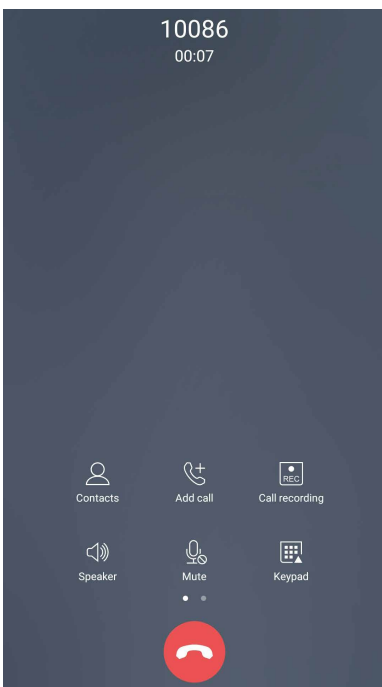 10086
00:07
Contacts
Add call
REC
Call recording
Speaker
Mute
Keypad